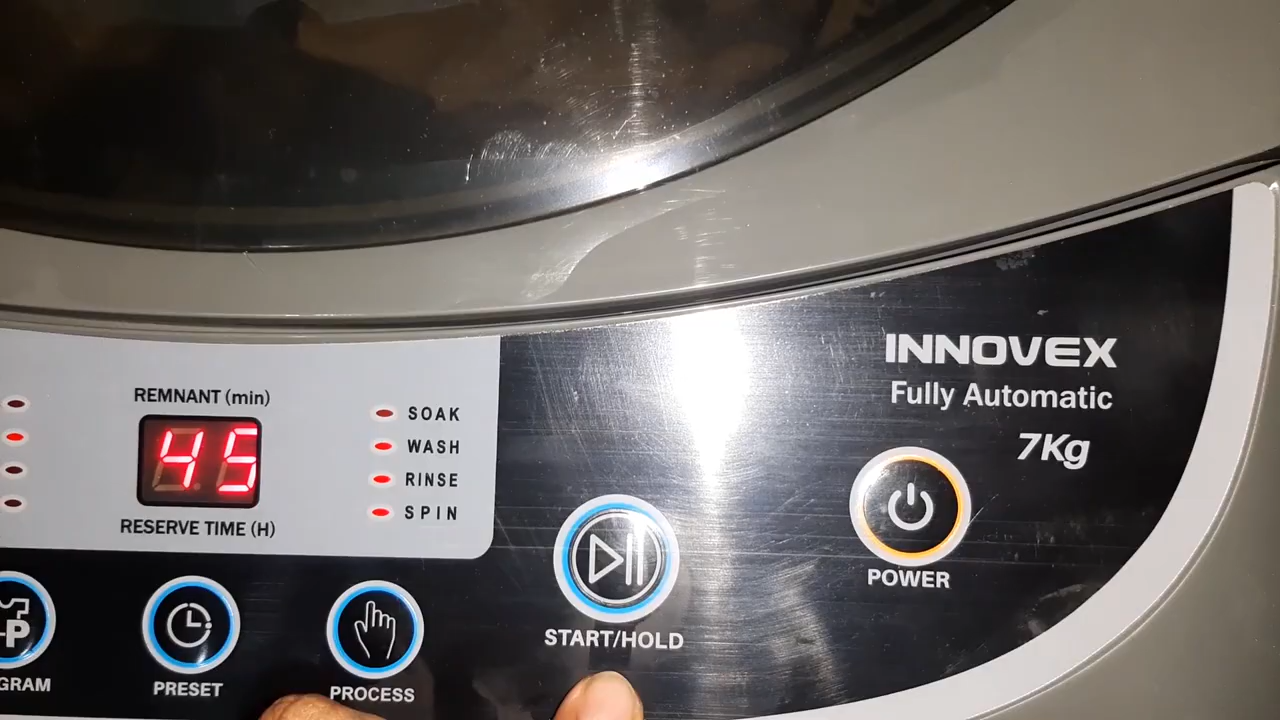 INNOVEX
Fully Automatic
7Kg
REMNANT (min)
45
RESERVE TIME (H)
SOAK
WASH
RINSE
SPIN
P
GRAM
PRESET
PROCESS
START/HOLD
POWER